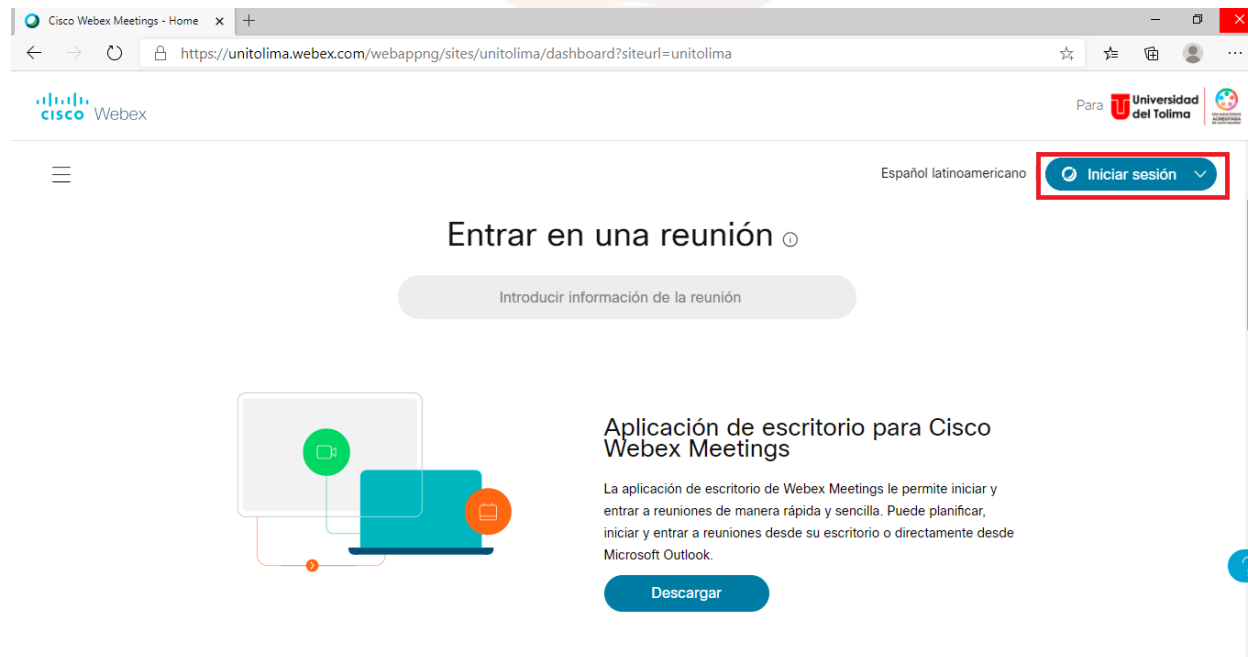 Cisco Webex Meetings - Home
https://unitolima.webex.com/webappng/sites/unitolima/dashboard?siteurl=unitolima
cisco Webex
Para Universidad
del Tolima
Español latinoamericano
Iniciar sesión
Entrar en una reunión
Introducir información de la reunión
Aplicación de escritorio para Cisco
Webex Meetings
La aplicación de escritorio de Webex Meetings le permite iniciar y
entrar a reuniones de manera rápida y sencilla. Puede planificar,
iniciar y entrar a reuniones desde su escritorio o directamente desde
Microsoft Outlook.
Descargar